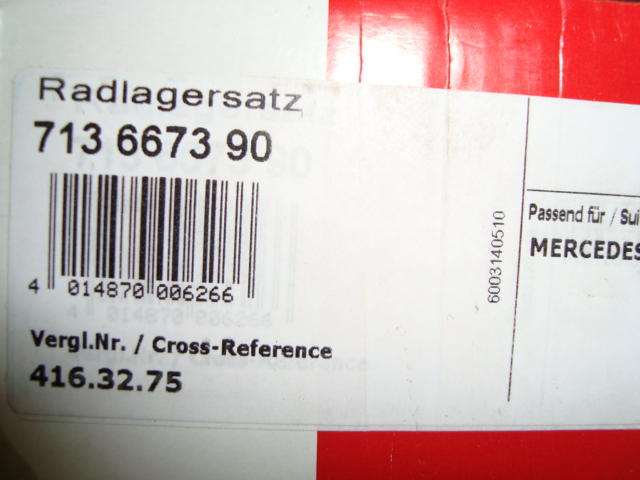 Radlagersatz
713 6673 90
4 014870 006266
Vergl.Nr. / Cross-Reference
416.32.75
6003140510
Passend für / Sui
MERCEDES